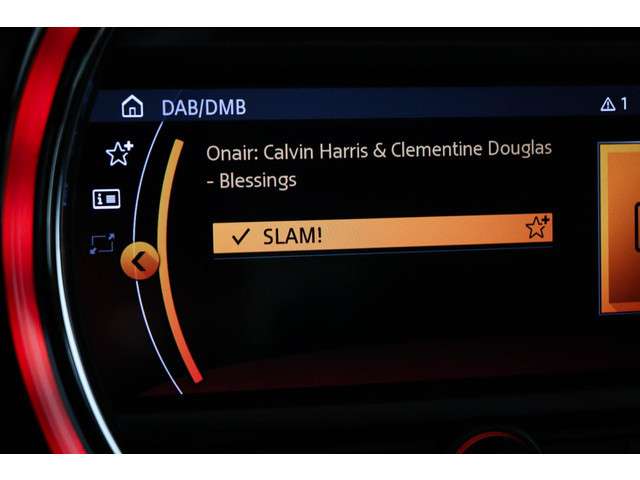 DAB/DMB
1
Onair: Calvin Harris & Clementine Douglas
- Blessings
SLAM!